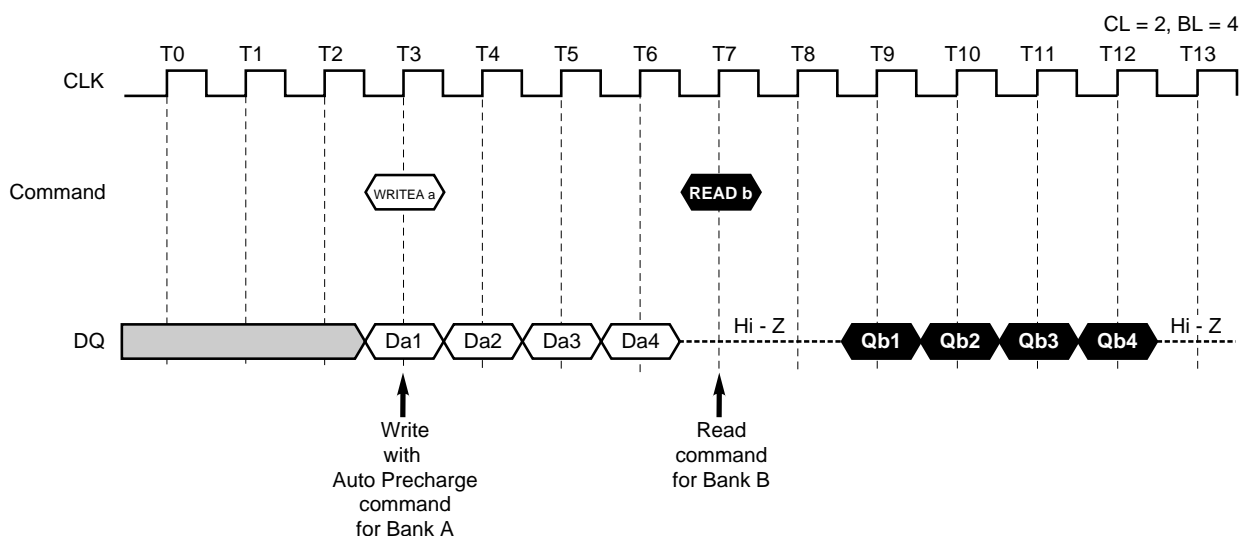 CL = 2, BL = 4
T0 T1 T2 T3 T4 T5 T6 T7 T8 T9 T10 T11 T12 T13
CLK
Command WRITEA a READ b
Hi - Z Hi - Z
DQ Da1 Da2 Da3 Da4 Qb1 Qb2 Qb3 Qb4
Write
with
Auto Precharge
command
for Bank A
Read
command
for Bank B